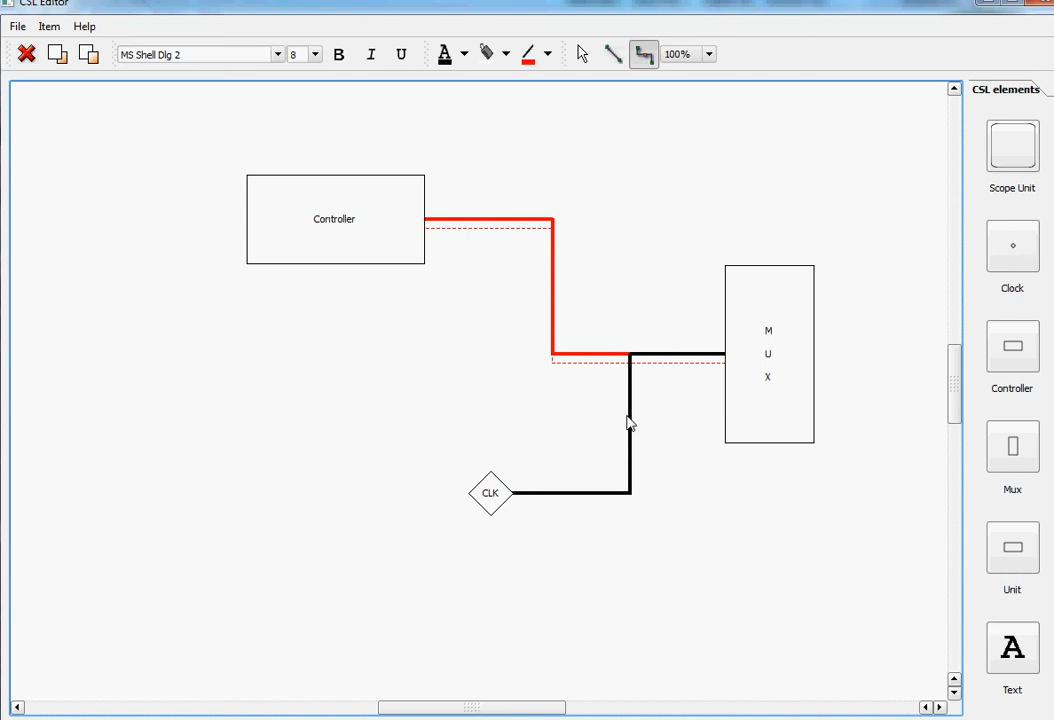 CSL Editor
File Item Help
MS Shell Dlg 2 8 B I U A 100%
CSL elements
Scope Unit
Clock
Controller
Mux
Unit
A
Text
Controller
M
U
X
CLK